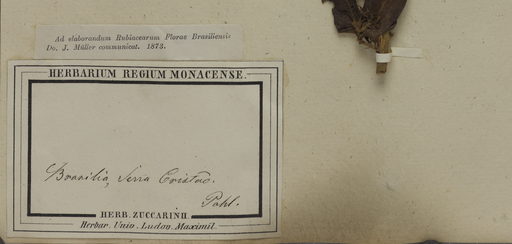 Ad elaborandum Rubiacearum Florae Brasiliensis
Do. J. Müller communicat. 1873.
HERBARIUM REGIUM MONACENSE.
Brasilia, Serra Cristaõ.
Pohl.
HERB. ZUCCARINII.
Herbar. Univ. Ludov. Maximil.